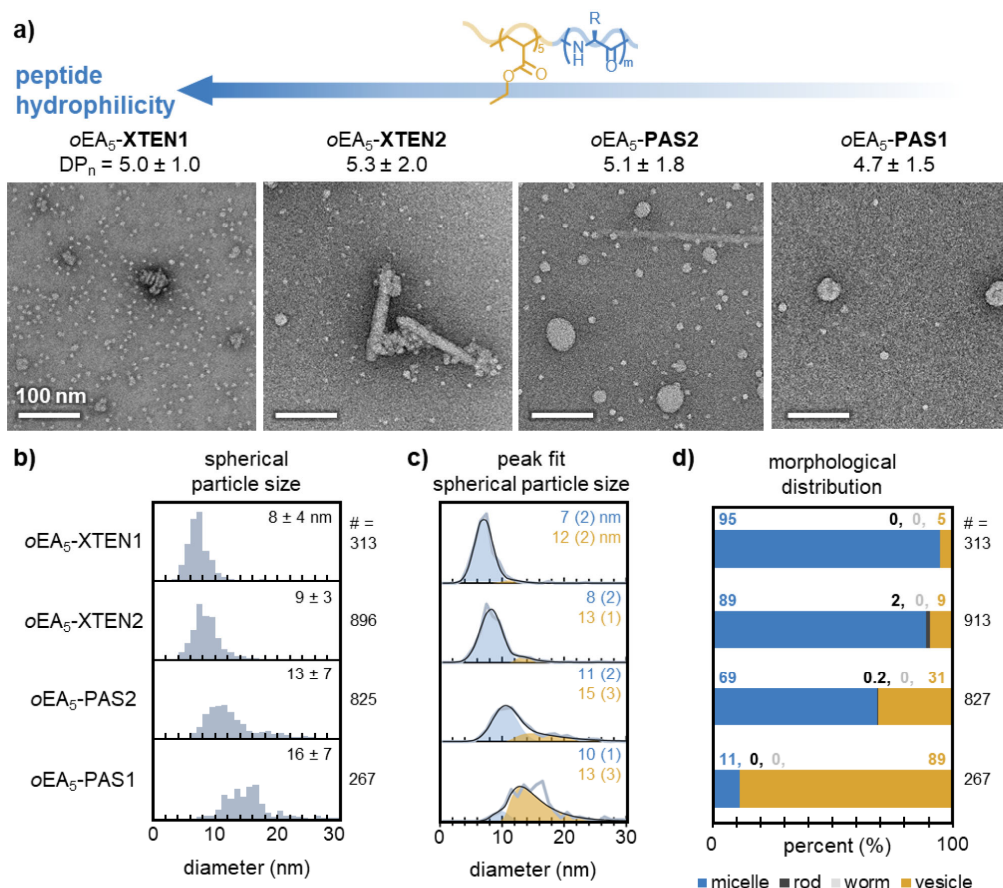 a)
R
5
N
H
O
m
O
O
peptide
hydrophilicity
oEA5-XTEN1
DPn = 5.0 ± 1.0
oEA5-XTEN2
5.3 ± 2.0
oEA5-PAS2
5.1 ± 1.8
oEA5-PAS1
4.7 ± 1.5
100 nm
b)
spherical
particle size
oEA5-XTEN1
8 ± 4 nm
# =
313
oEA5-XTEN2
9 ± 3
896
oEA5-PAS2
13 ± 7
825
oEA5-PAS1
16 ± 7
267
0 10 20 30
diameter (nm)
c)
peak fit
spherical particle size
7 (2) nm
12 (2) nm
8 (2)
13 (1)
11 (2)
15 (3)
10 (1)
13 (3)
0 10 20 30
diameter (nm)
d)
morphological
distribution
95 0, 0, 5
# =
313
89 2, 0, 9
913
69 0.2, 0, 31
827
11, 0, 0, 89
267
0 100
percent (%)
micelle rod worm vesicle